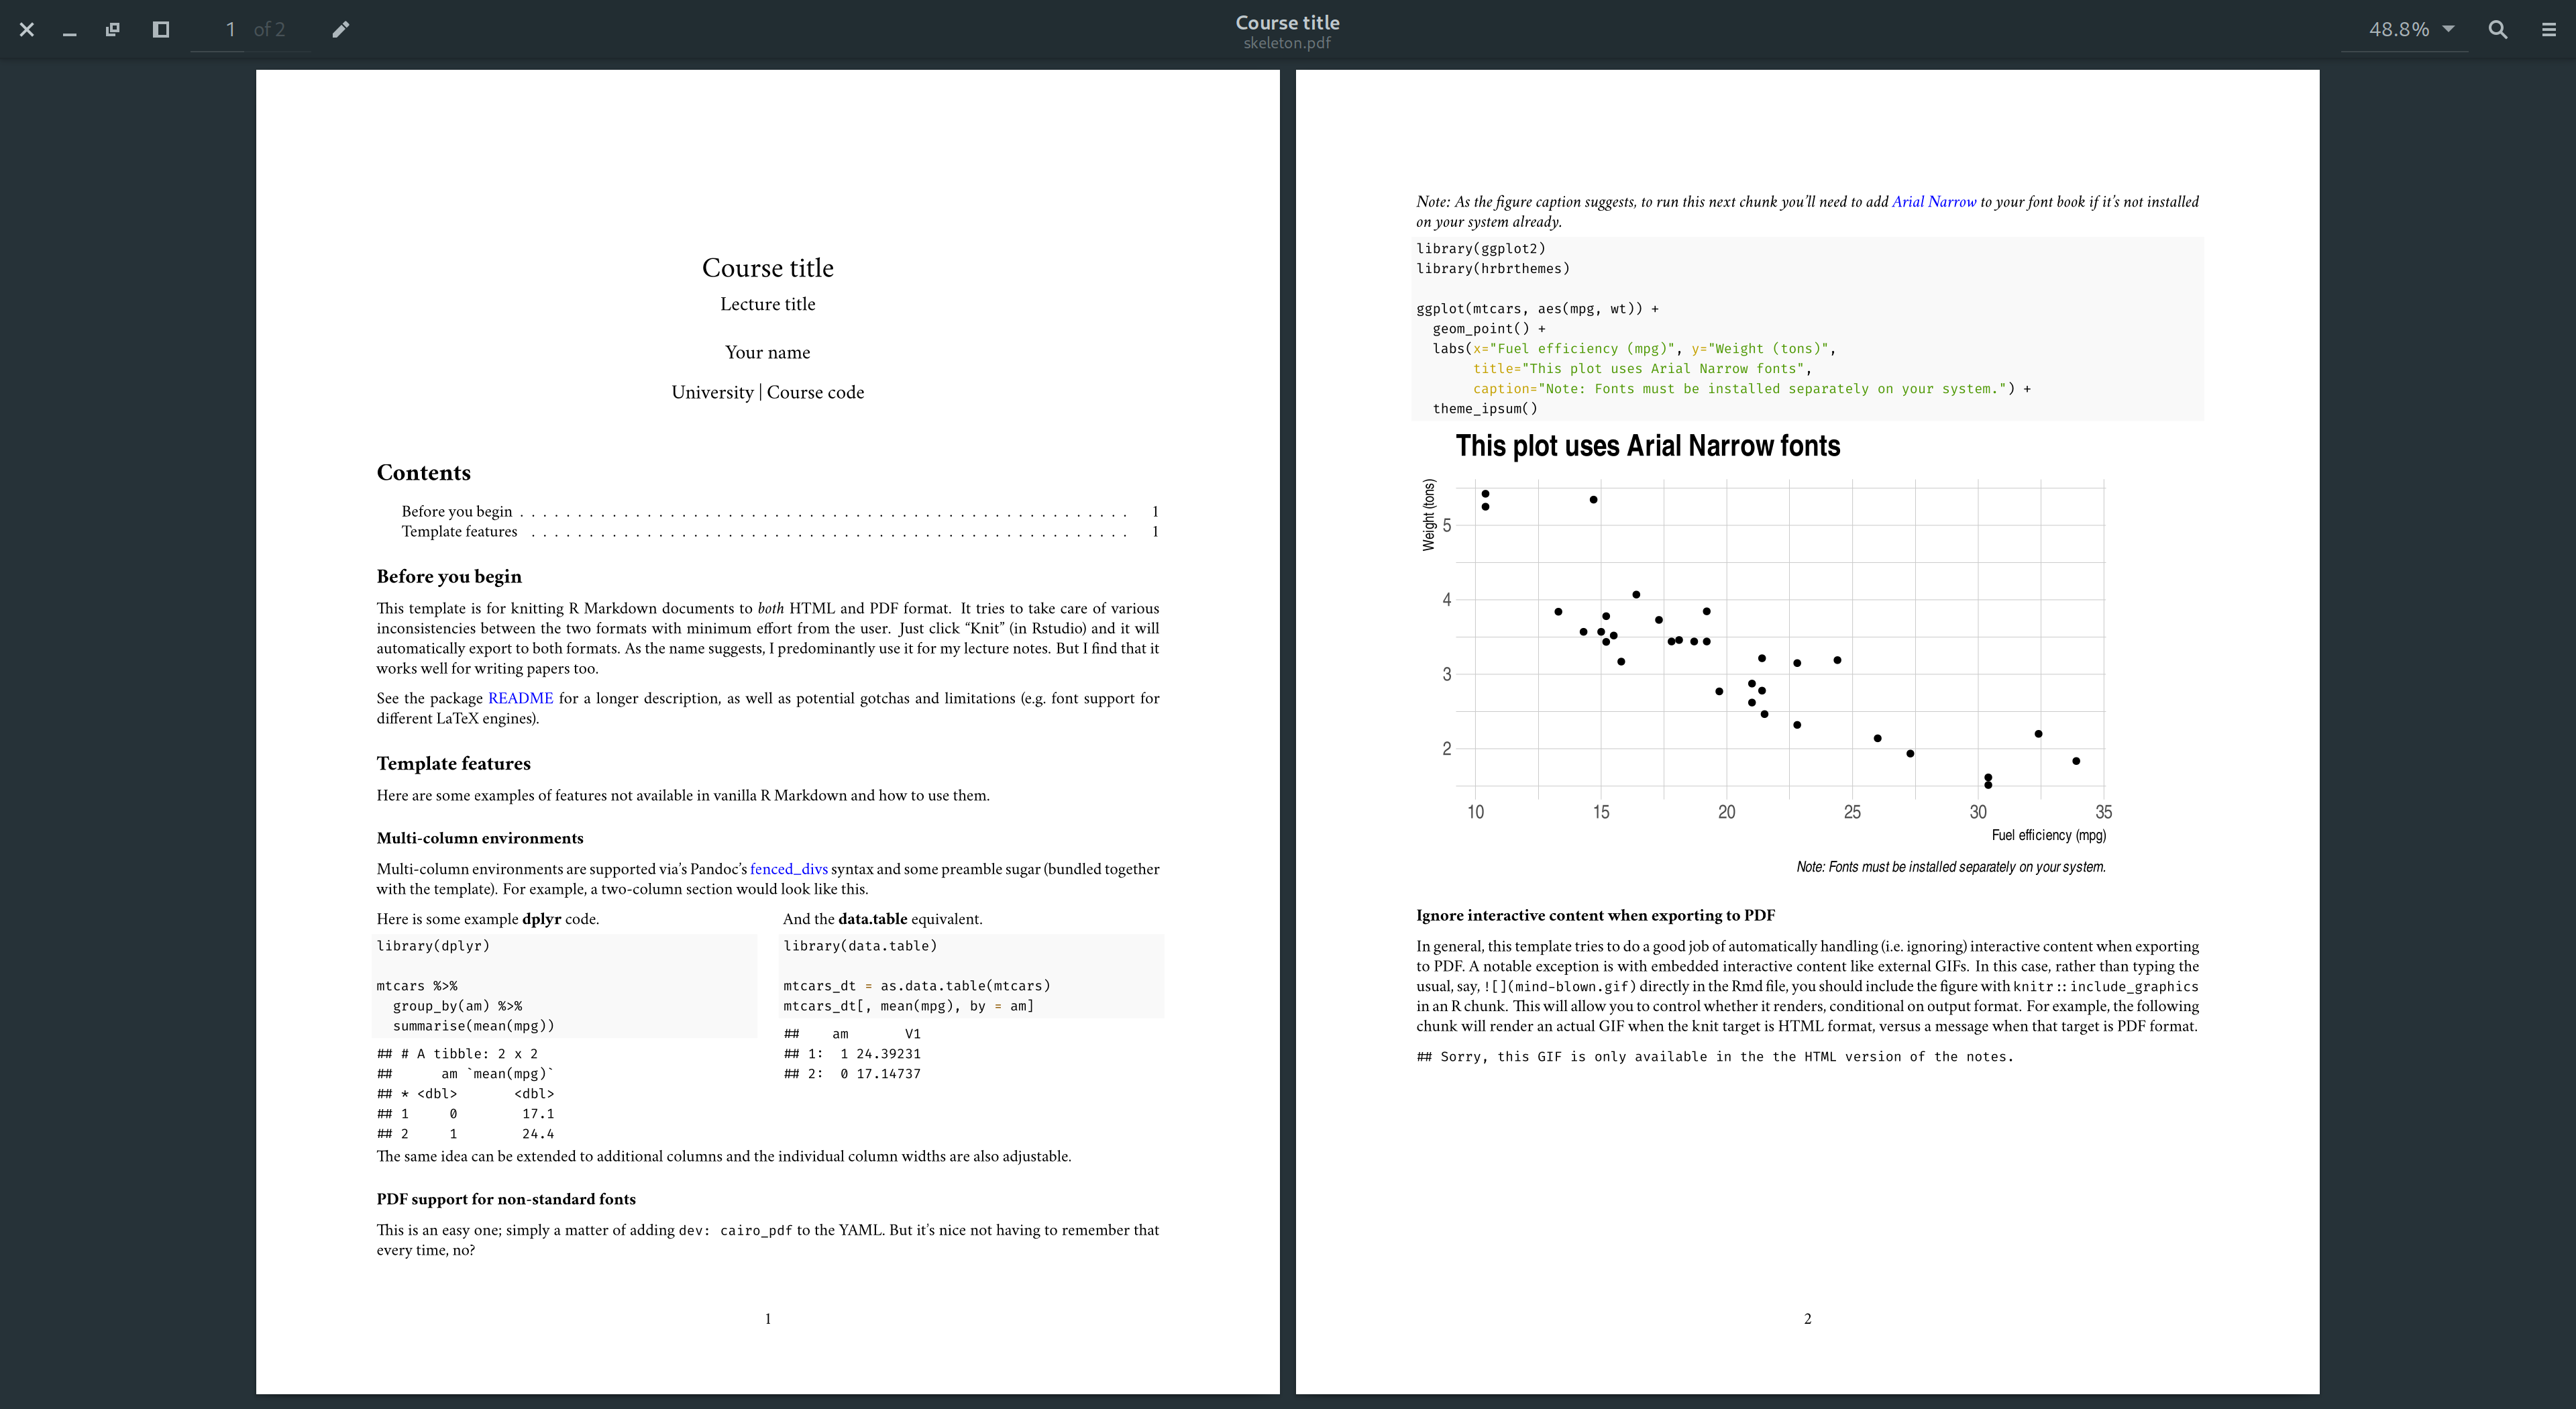 1 of 2
Course title
skeleton.pdf
48.8%
Course title
Lecture title
Your name
University | Course code
Contents
Before you begin . . . . . . . . . . . . . . . . . . . . . . . . . . . . . . . . . . . . . . . . . . . . . . . . . . . . . 1
Template features . . . . . . . . . . . . . . . . . . . . . . . . . . . . . . . . . . . . . . . . . . . . . . . . . . . . 1
Before you begin
This template is for knitting R Markdown documents to both HTML and PDF format. It tries to take care of various
inconsistencies between the two formats with minimum effort from the user. Just click “Knit” (in Rstudio) and it will
automatically export to both formats. As the name suggests, I predominantly use it for my lecture notes. But I find that it
works well for writing papers too.
See the package README for a longer description, as well as potential gotchas and limitations (e.g. font support for
different LaTeX engines).
Template features
Here are some examples of features not available in vanilla R Markdown and how to use them.
Multi-column environments
Multi-column environments are supported via’s Pandoc’s fenced_divs syntax and some preamble sugar (bundled together
with the template). For example, a two-column section would look like this.
Here is some example dplyr code.
library(dplyr)
mtcars %>%
  group_by(am) %>%
  summarise(mean(mpg))
## # A tibble: 2 x 2
##      am `mean(mpg)`
## * <dbl>       <dbl>
## 1     0        17.1
## 2     1        24.4
And the data.table equivalent.
library(data.table)
mtcars_dt = as.data.table(mtcars)
mtcars_dt[, mean(mpg), by = am]
##    am       V1
## 1:  1 24.39231
## 2:  0 17.14737
The same idea can be extended to additional columns and the individual column widths are also adjustable.
PDF support for non-standard fonts
This is an easy one; simply a matter of adding dev: cairo_pdf to the YAML. But it’s nice not having to remember that
every time, no?
1
Note: As the figure caption suggests, to run this next chunk you’ll need to add Arial Narrow to your font book if it’s not installed
on your system already.
library(ggplot2)
library(hrbrthemes)
ggplot(mtcars, aes(mpg, wt)) +
  geom_point() +
  labs(x="Fuel efficiency (mpg)", y="Weight (tons)",
       title="This plot uses Arial Narrow fonts",
       caption="Note: Fonts must be installed separately on your system.") +
  theme_ipsum()
This plot uses Arial Narrow fonts
Weight (tons)
5
4
3
2
10 15 20 25 30 35
Fuel efficiency (mpg)
Note: Fonts must be installed separately on your system.
Ignore interactive content when exporting to PDF
In general, this template tries to do a good job of automatically handling (i.e. ignoring) interactive content when exporting
to PDF. A notable exception is with embedded interactive content like external GIFs. In this case, rather than typing the
usual, say, ![](mind-blown.gif) directly in the Rmd file, you should include the figure with knitr::include_graphics
in an R chunk. This will allow you to control whether it renders, conditional on output format. For example, the following
chunk will render an actual GIF when the knit target is HTML format, versus a message when that target is PDF format.
## Sorry, this GIF is only available in the the HTML version of the notes.
2